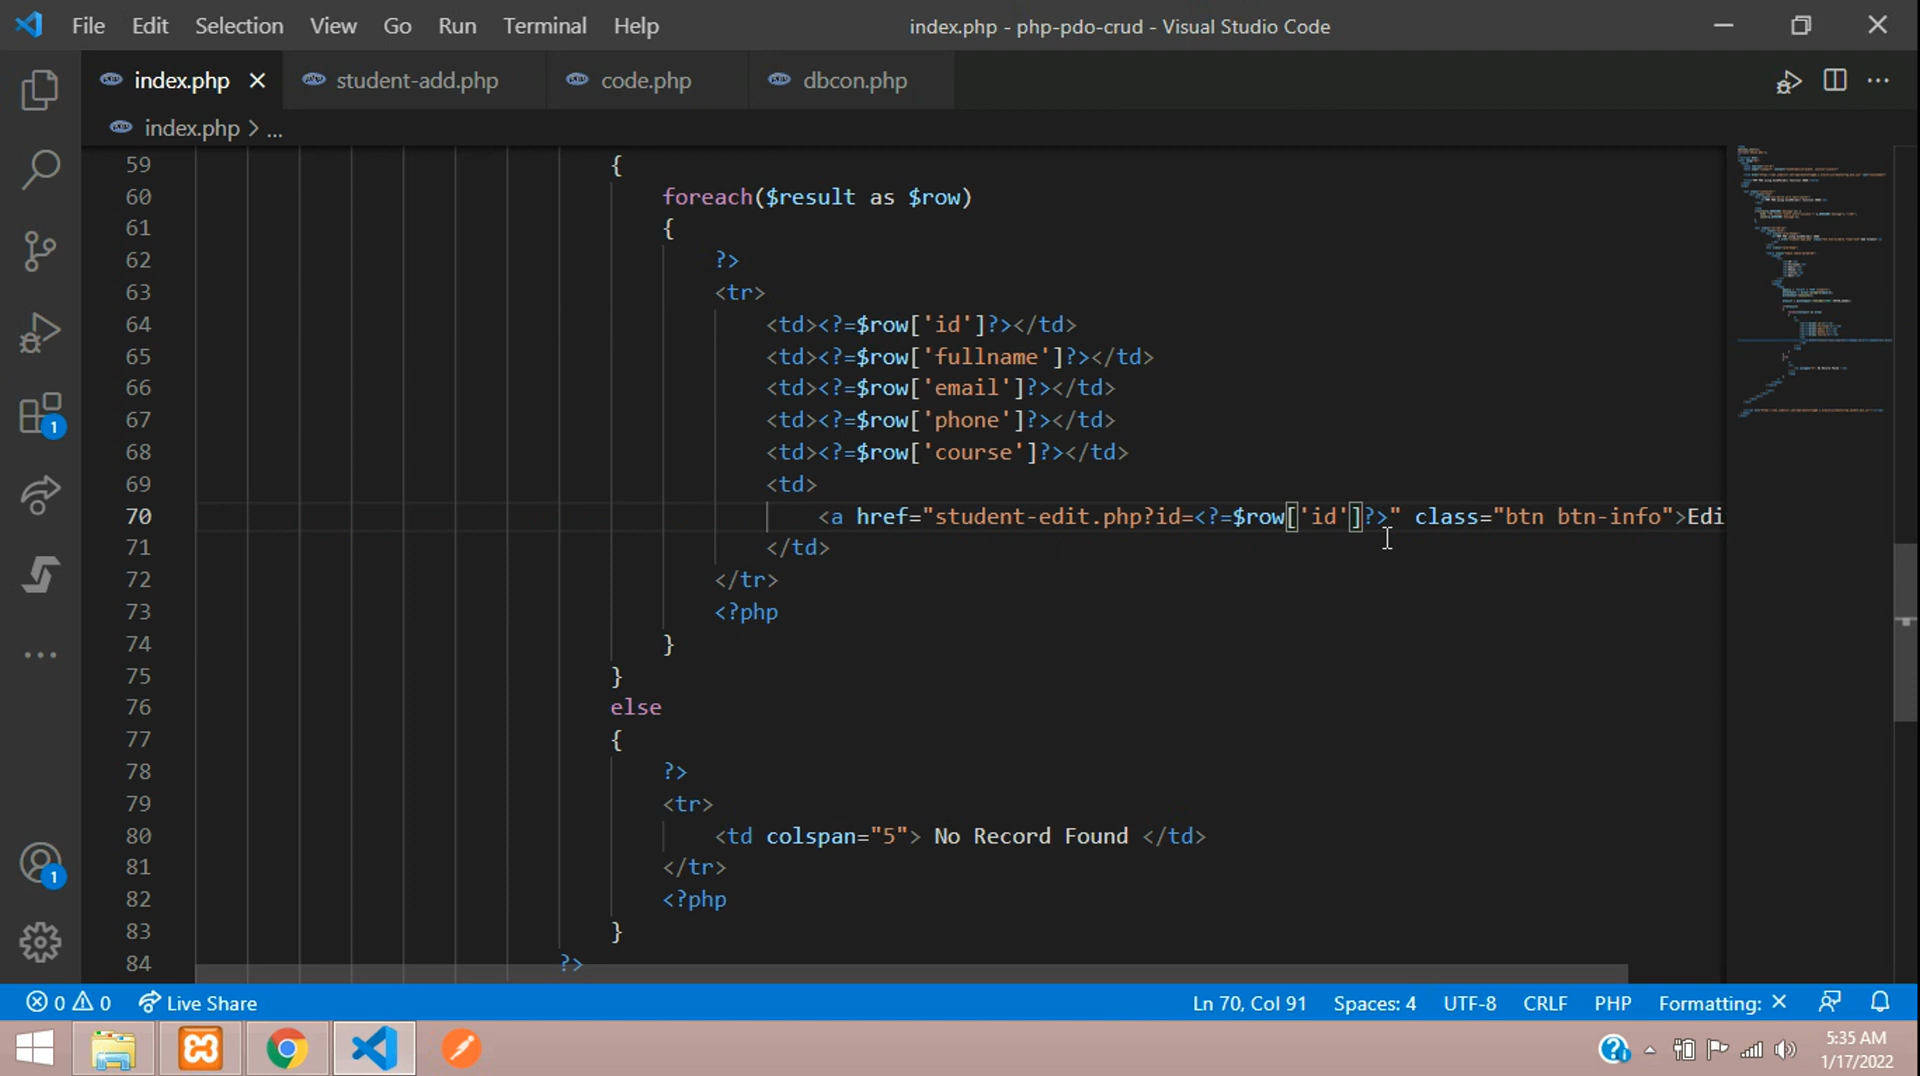 File Edit Selection View Go Run Terminal Help index.php - php-pdo-crud - Visual Studio Code
index.php student-add.php code.php dbcon.php
index.php > ...
59 {
60 foreach($result as $row)
61 {
62 ?>
63 <tr>
64 <td><?=$row['id']?></td>
65 <td><?=$row['fullname']?></td>
66 <td><?=$row['email']?></td>
67 <td><?=$row['phone']?></td>
68 <td><?=$row['course']?></td>
69 <td>
70 <a href="student-edit.php?id=<?=$row['id']?>" class="btn btn-info">Edi
71 </td>
72 </tr>
73 <?php
74 }
75 }
76 else
77 {
78 ?>
79 <tr>
80 <td colspan="5"> No Record Found </td>
81 </tr>
82 <?php
83 }
84 ?>
1
1
0 0 Live Share Ln 70, Col 91 Spaces: 4 UTF-8 CRLF PHP Formatting: ×
5:35 AM
1/17/2022